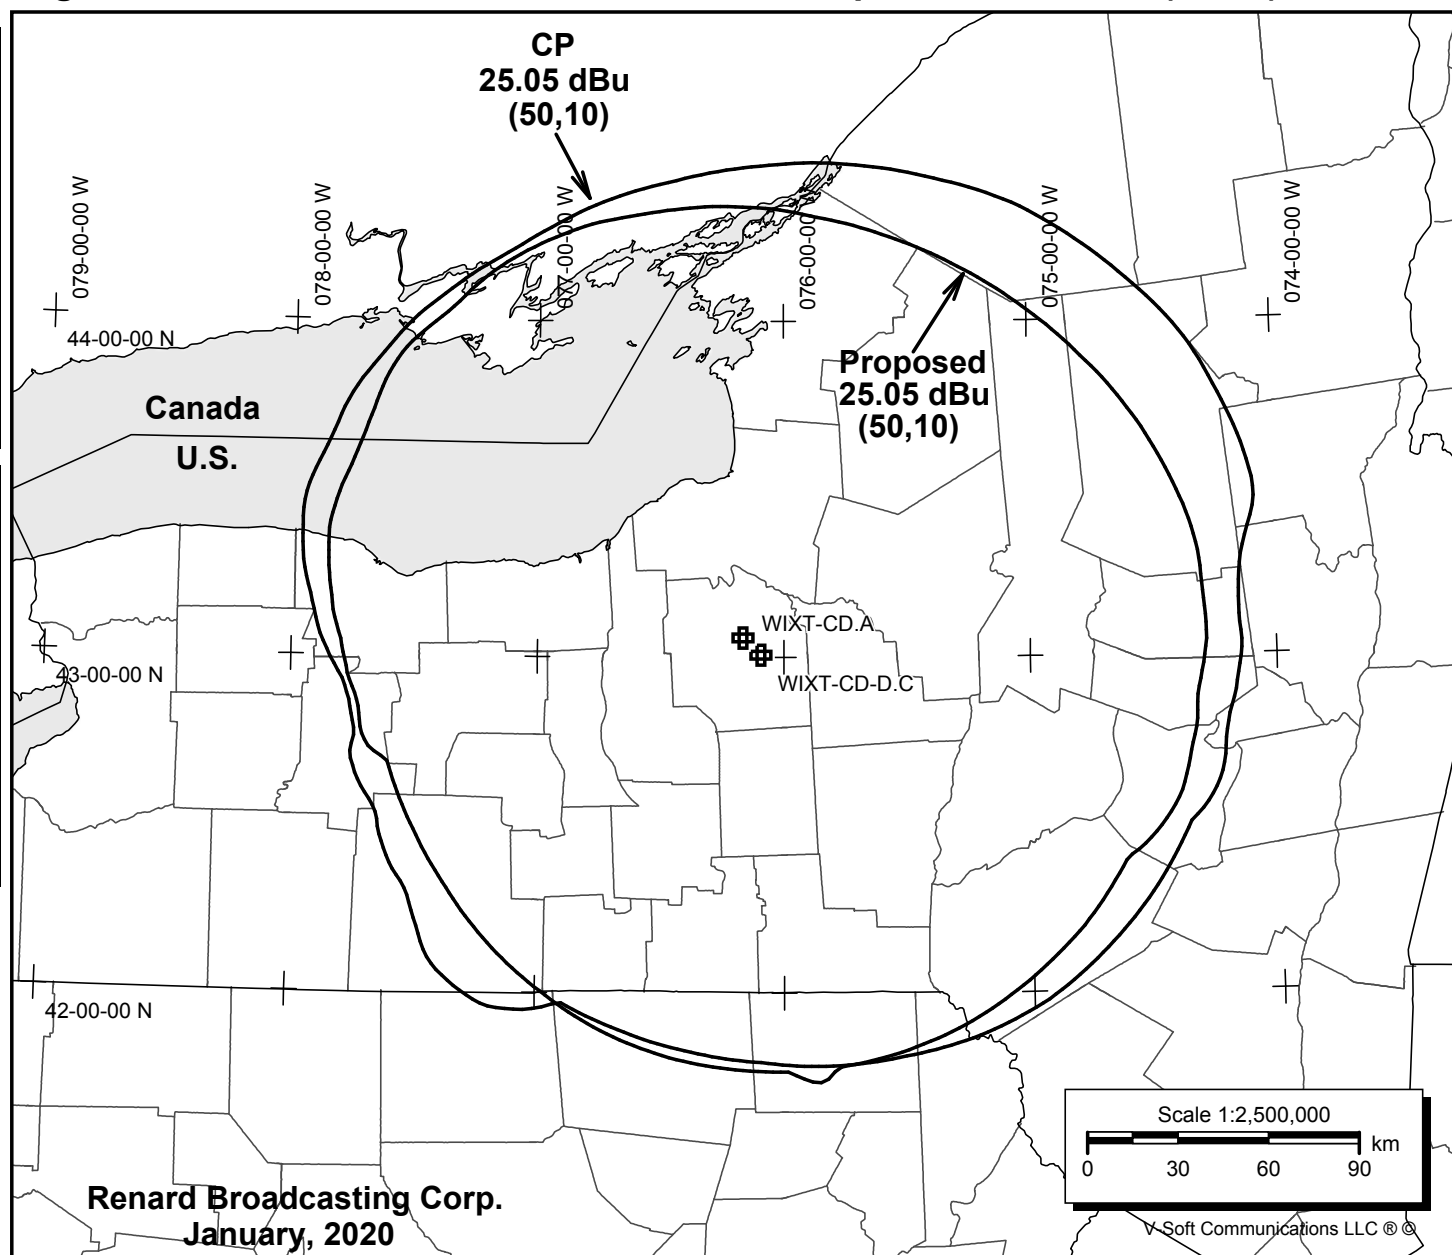 CP
25.05 dBu
(50,10)
079-00-00 W
078-00-00 W
077-00-00 W
076-00-00
075-00-00 W
074-00-00 W
44-00-00 N
Proposed
25.05 dBu
(50,10)
Canada
U.S.
WIXT-CD.A
WIXT-CD-D.C
43-00-00 N
42-00-00 N
Scale 1:2,500,000
km
0 30 60 90
Renard Broadcasting Corp.
January, 2020
V-Soft Communications LLC ® ©